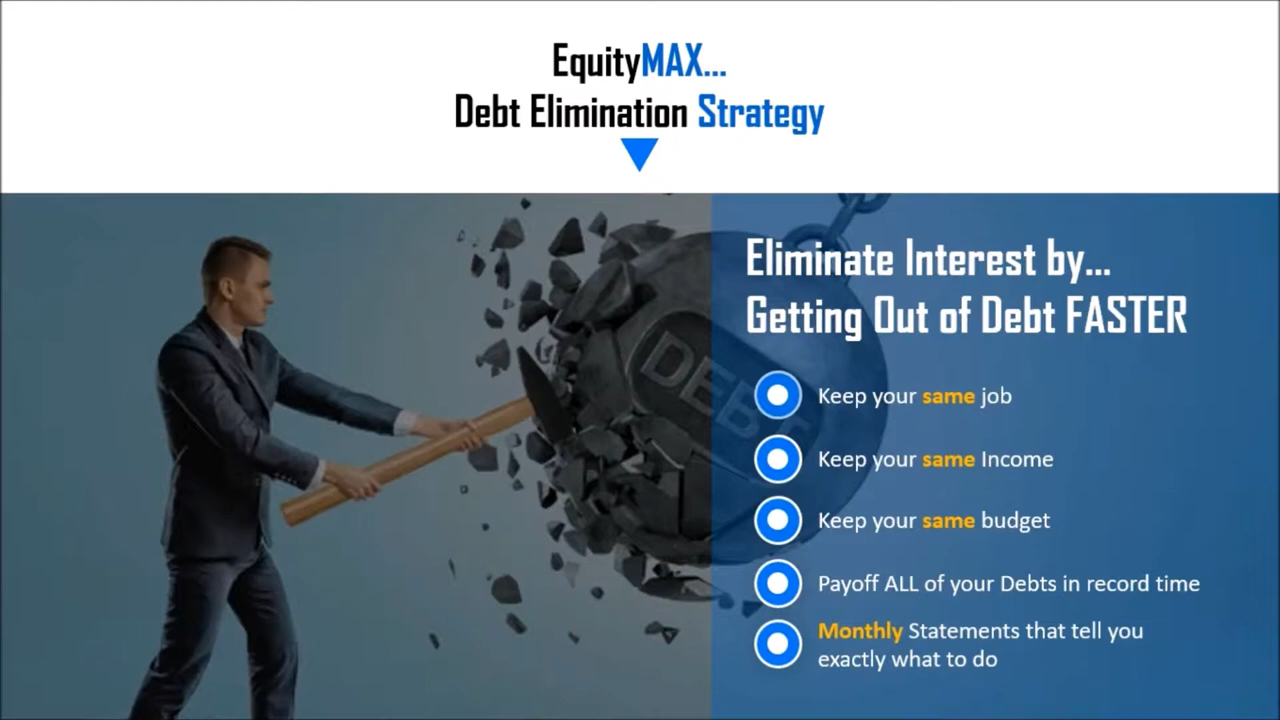 EquityMAX...
Debt Elimination Strategy
Eliminate Interest by...
Getting Out of Debt FASTER
DEBT
Keep your same job
Keep your same Income
Keep your same budget
Payoff ALL of your Debts in record time
Monthly Statements that tell you
exactly what to do